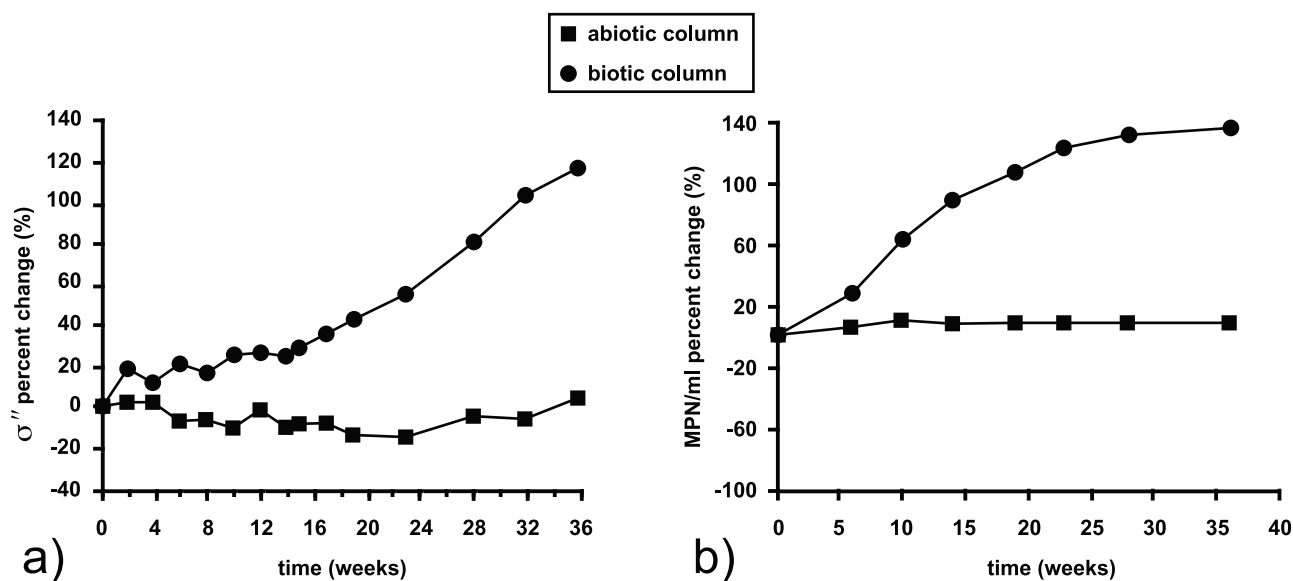 abiotic column
biotic column
140
120
100
80
60
40
20
0
-20
-40
σ′′ percent change (%)
0 4 8 12 16 20 24 28 32 36
time (weeks)
a)
140
100
60
20
-20
-60
-100
MPN/ml percent change (%)
0 5 10 15 20 25 30 35 40
time (weeks)
b)